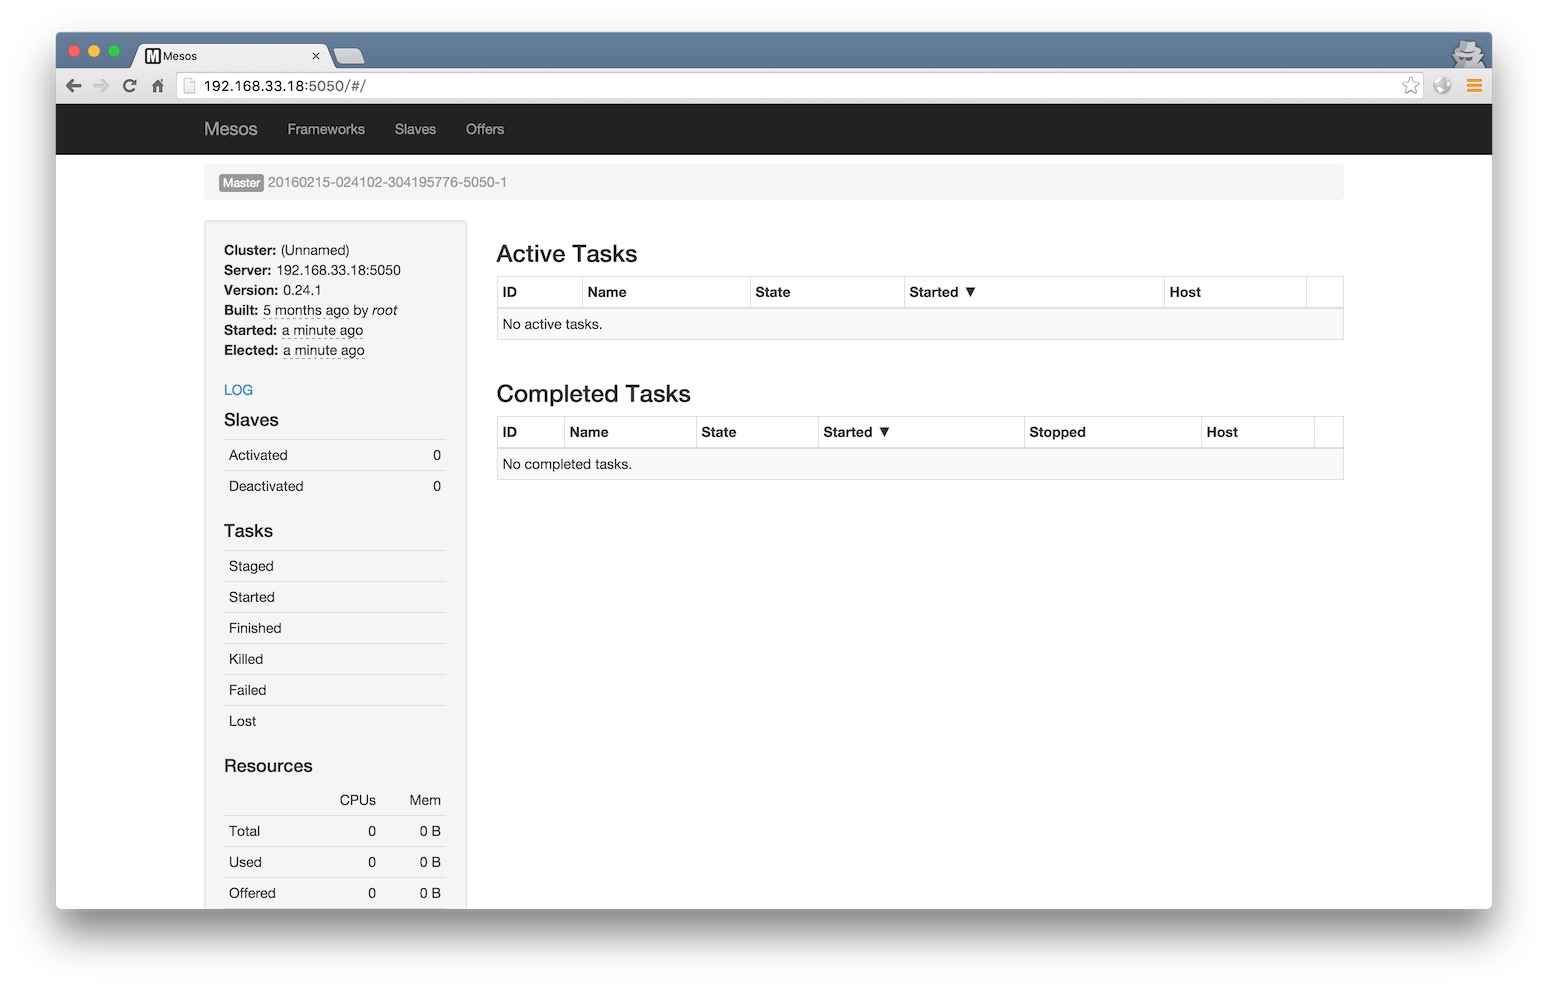 Mesos
192.168.33.18:5050/#/
Mesos Frameworks Slaves Offers
Master 20160215-024102-304195776-5050-1
Cluster: (Unnamed)
Server: 192.168.33.18:5050
Version: 0.24.1
Built: 5 months ago by root
Started: a minute ago
Elected: a minute ago
LOG
Slaves
Activated 0
Deactivated 0
Tasks
Staged
Started
Finished
Killed
Failed
Lost
Resources
CPUs Mem
Total 0 0 B
Used 0 0 B
Offered 0 0 B
Active Tasks
ID Name State Started ▼ Host
No active tasks.
Completed Tasks
ID Name State Started ▼ Stopped Host
No completed tasks.